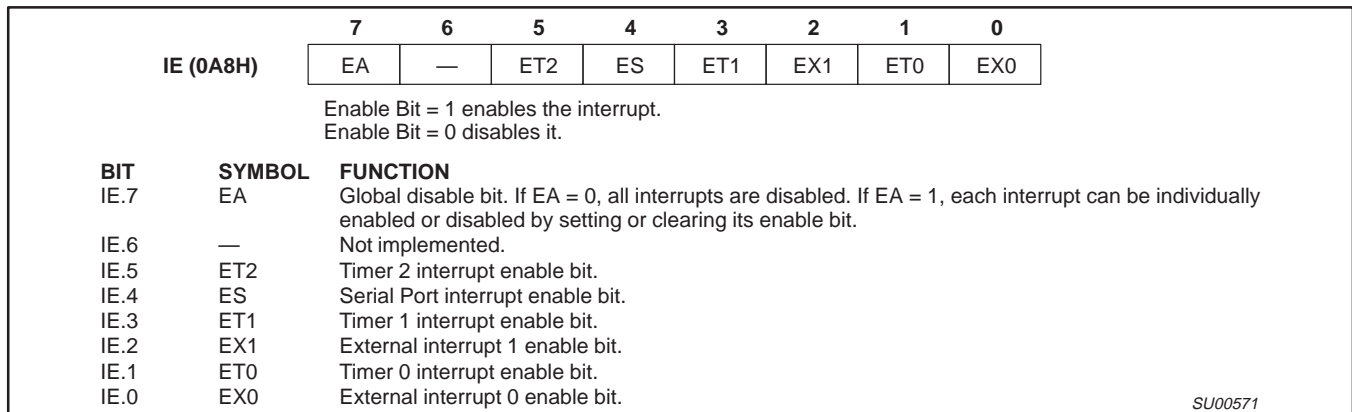 7 6 5 4 3 2 1 0
IE (0A8H) EA — ET2 ES ET1 EX1 ET0 EX0
Enable Bit = 1 enables the interrupt.
Enable Bit = 0 disables it.
BIT SYMBOL FUNCTION
IE.7 EA Global disable bit. If EA = 0, all interrupts are disabled. If EA = 1, each interrupt can be individually
enabled or disabled by setting or clearing its enable bit.
IE.6 — Not implemented.
IE.5 ET2 Timer 2 interrupt enable bit.
IE.4 ES Serial Port interrupt enable bit.
IE.3 ET1 Timer 1 interrupt enable bit.
IE.2 EX1 External interrupt 1 enable bit.
IE.1 ET0 Timer 0 interrupt enable bit.
IE.0 EX0 External interrupt 0 enable bit.
SU00571